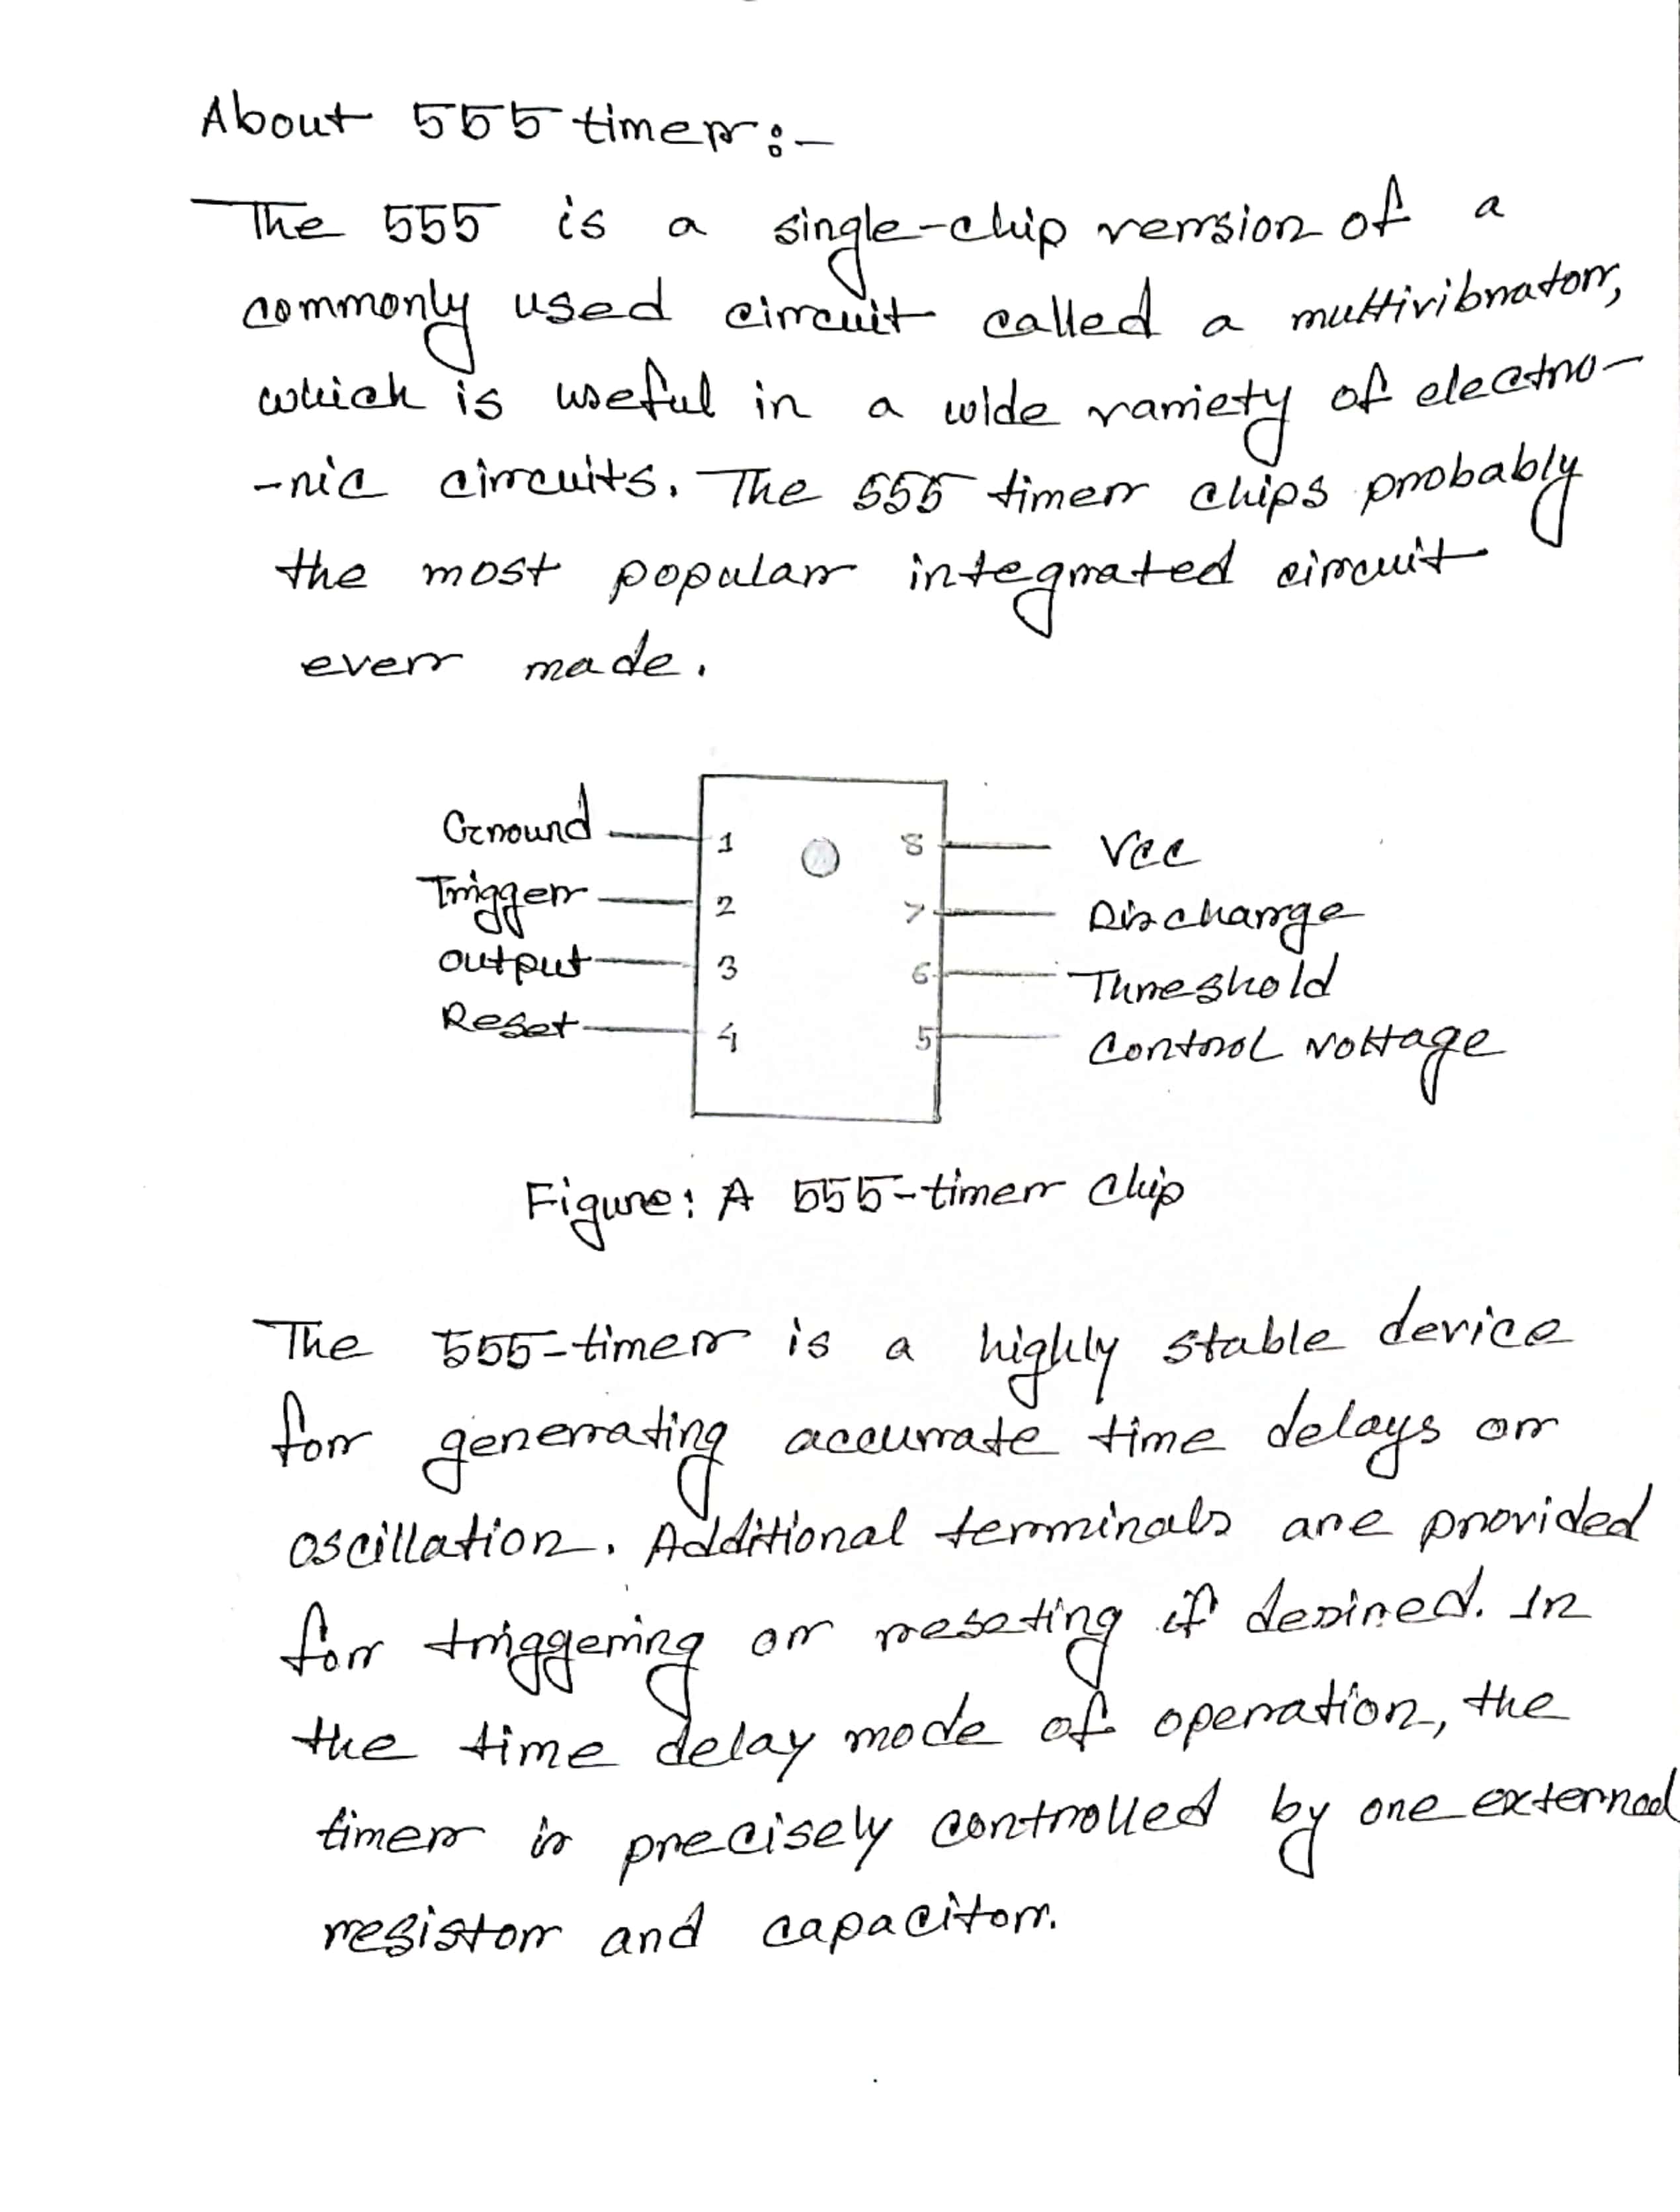 About 555 timer:-
The 555 is a single-chip version of a
commonly used circuit called a multivibrator,
which is useful in a wide variety of electro-
-nic circuits. The 555 timer chips probably
the most popular integrated circuit
ever made.
Ground 1 8 Vcc
Trigger 2 7 Discharge
output 3 6 Threshold
Reset 4 5 Control voltage
Figure: A 555-timer chip
The 555-timer is a highly stable device
for generating accurate time delays or
oscillation. Additional terminals are provided
for triggering or reseting if desired. In
the time delay mode of operation, the
timer is precisely controlled by one external
resistor and capacitor.